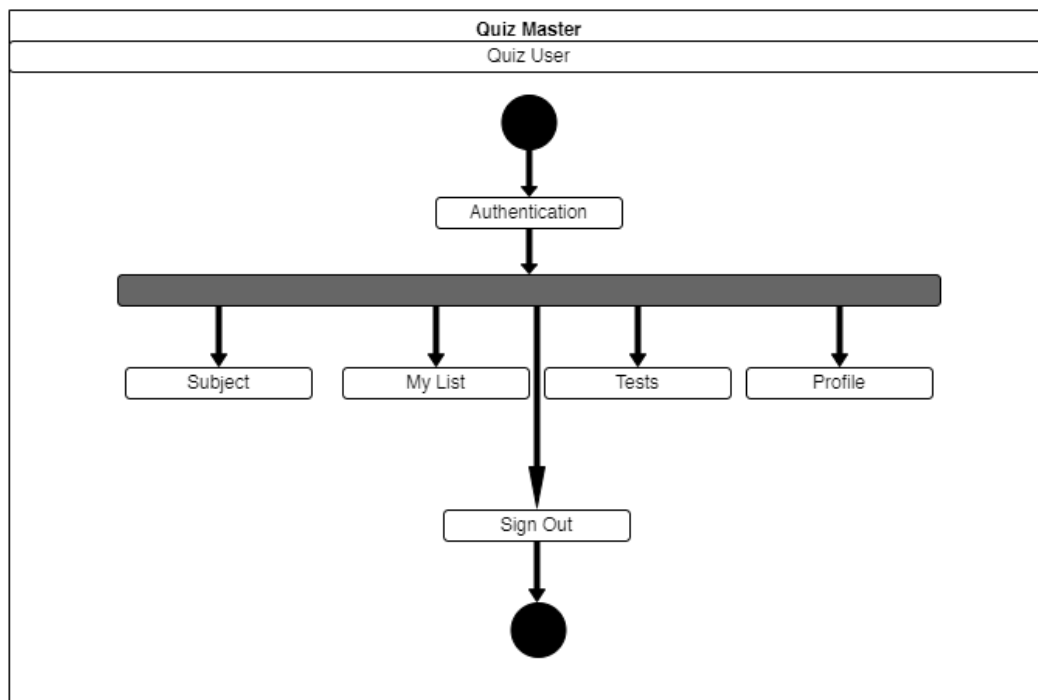 Quiz Master
Quiz User
Authentication
Subject
My List
Tests
Profile
Sign Out